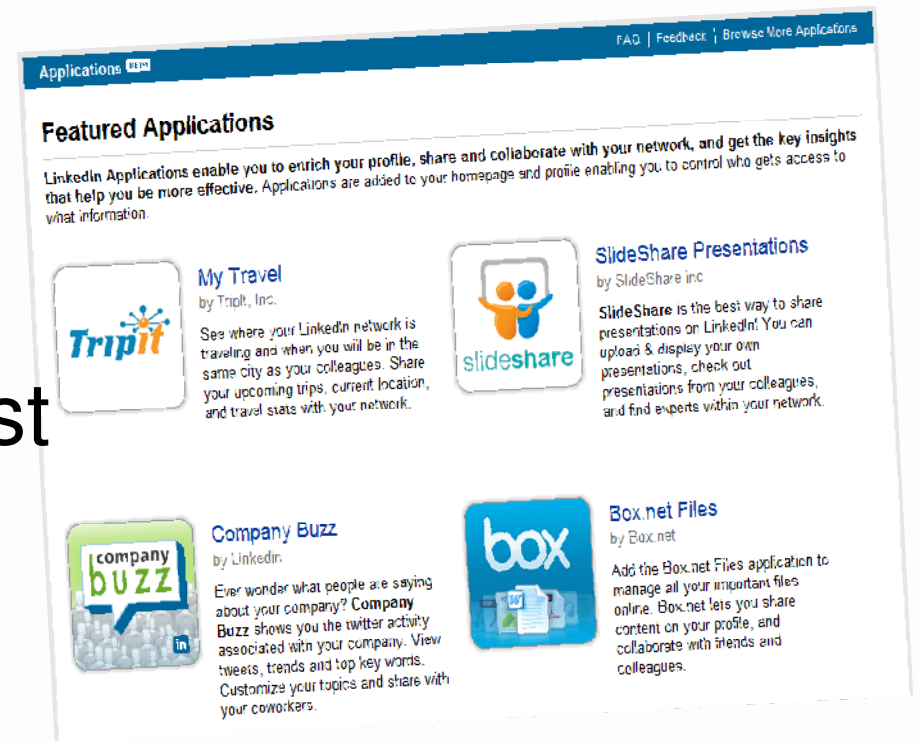 Applications BETA
FAQ | Feedback | Browse More Applications
Featured Applications
LinkedIn Applications enable you to enrich your profile, share and collaborate with your network, and get the key insights
that help you be more effective. Applications are added to your homepage and profile enabling you to control who gets access to
what information.
Tripit
My Travel
by TripIt, Inc.
See where your LinkedIn network is
traveling and when you will be in the
same city as your colleagues. Share
your upcoming trips, current location,
and travel stats with your network.
slideshare
SlideShare Presentations
by SlideShare inc
SlideShare is the best way to share
presentations on LinkedIn! You can
upload & display your own
presentations, check out
presentations from your colleagues,
and find experts within your network.
st
company
buzz
in
Company Buzz
by LinkedIn
Ever wonder what people are saying
about your company? Company
Buzz shows you the twitter activity
associated with your company. View
tweets, trends and top key words.
Customize your topics and share with
your coworkers.
box
W
Box.net Files
by Box.net
Add the Box.net Files application to
manage all your important files
online. Box.net lets you share
content on your profile, and
collaborate with friends and
colleagues.